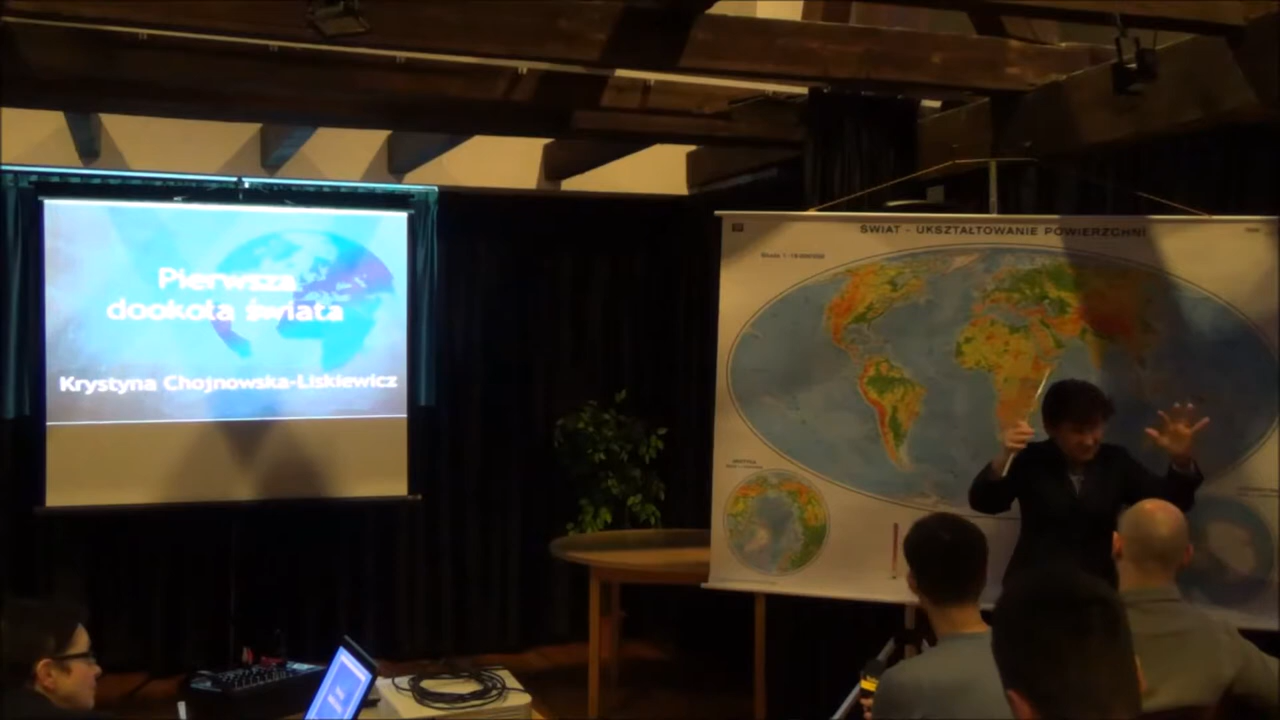 Pierwsza
dookoła świata
Krystyna Chojnowska-Liskiewicz
ŚWIAT - UKSZTAŁTOWANIE POWIERZCHNI